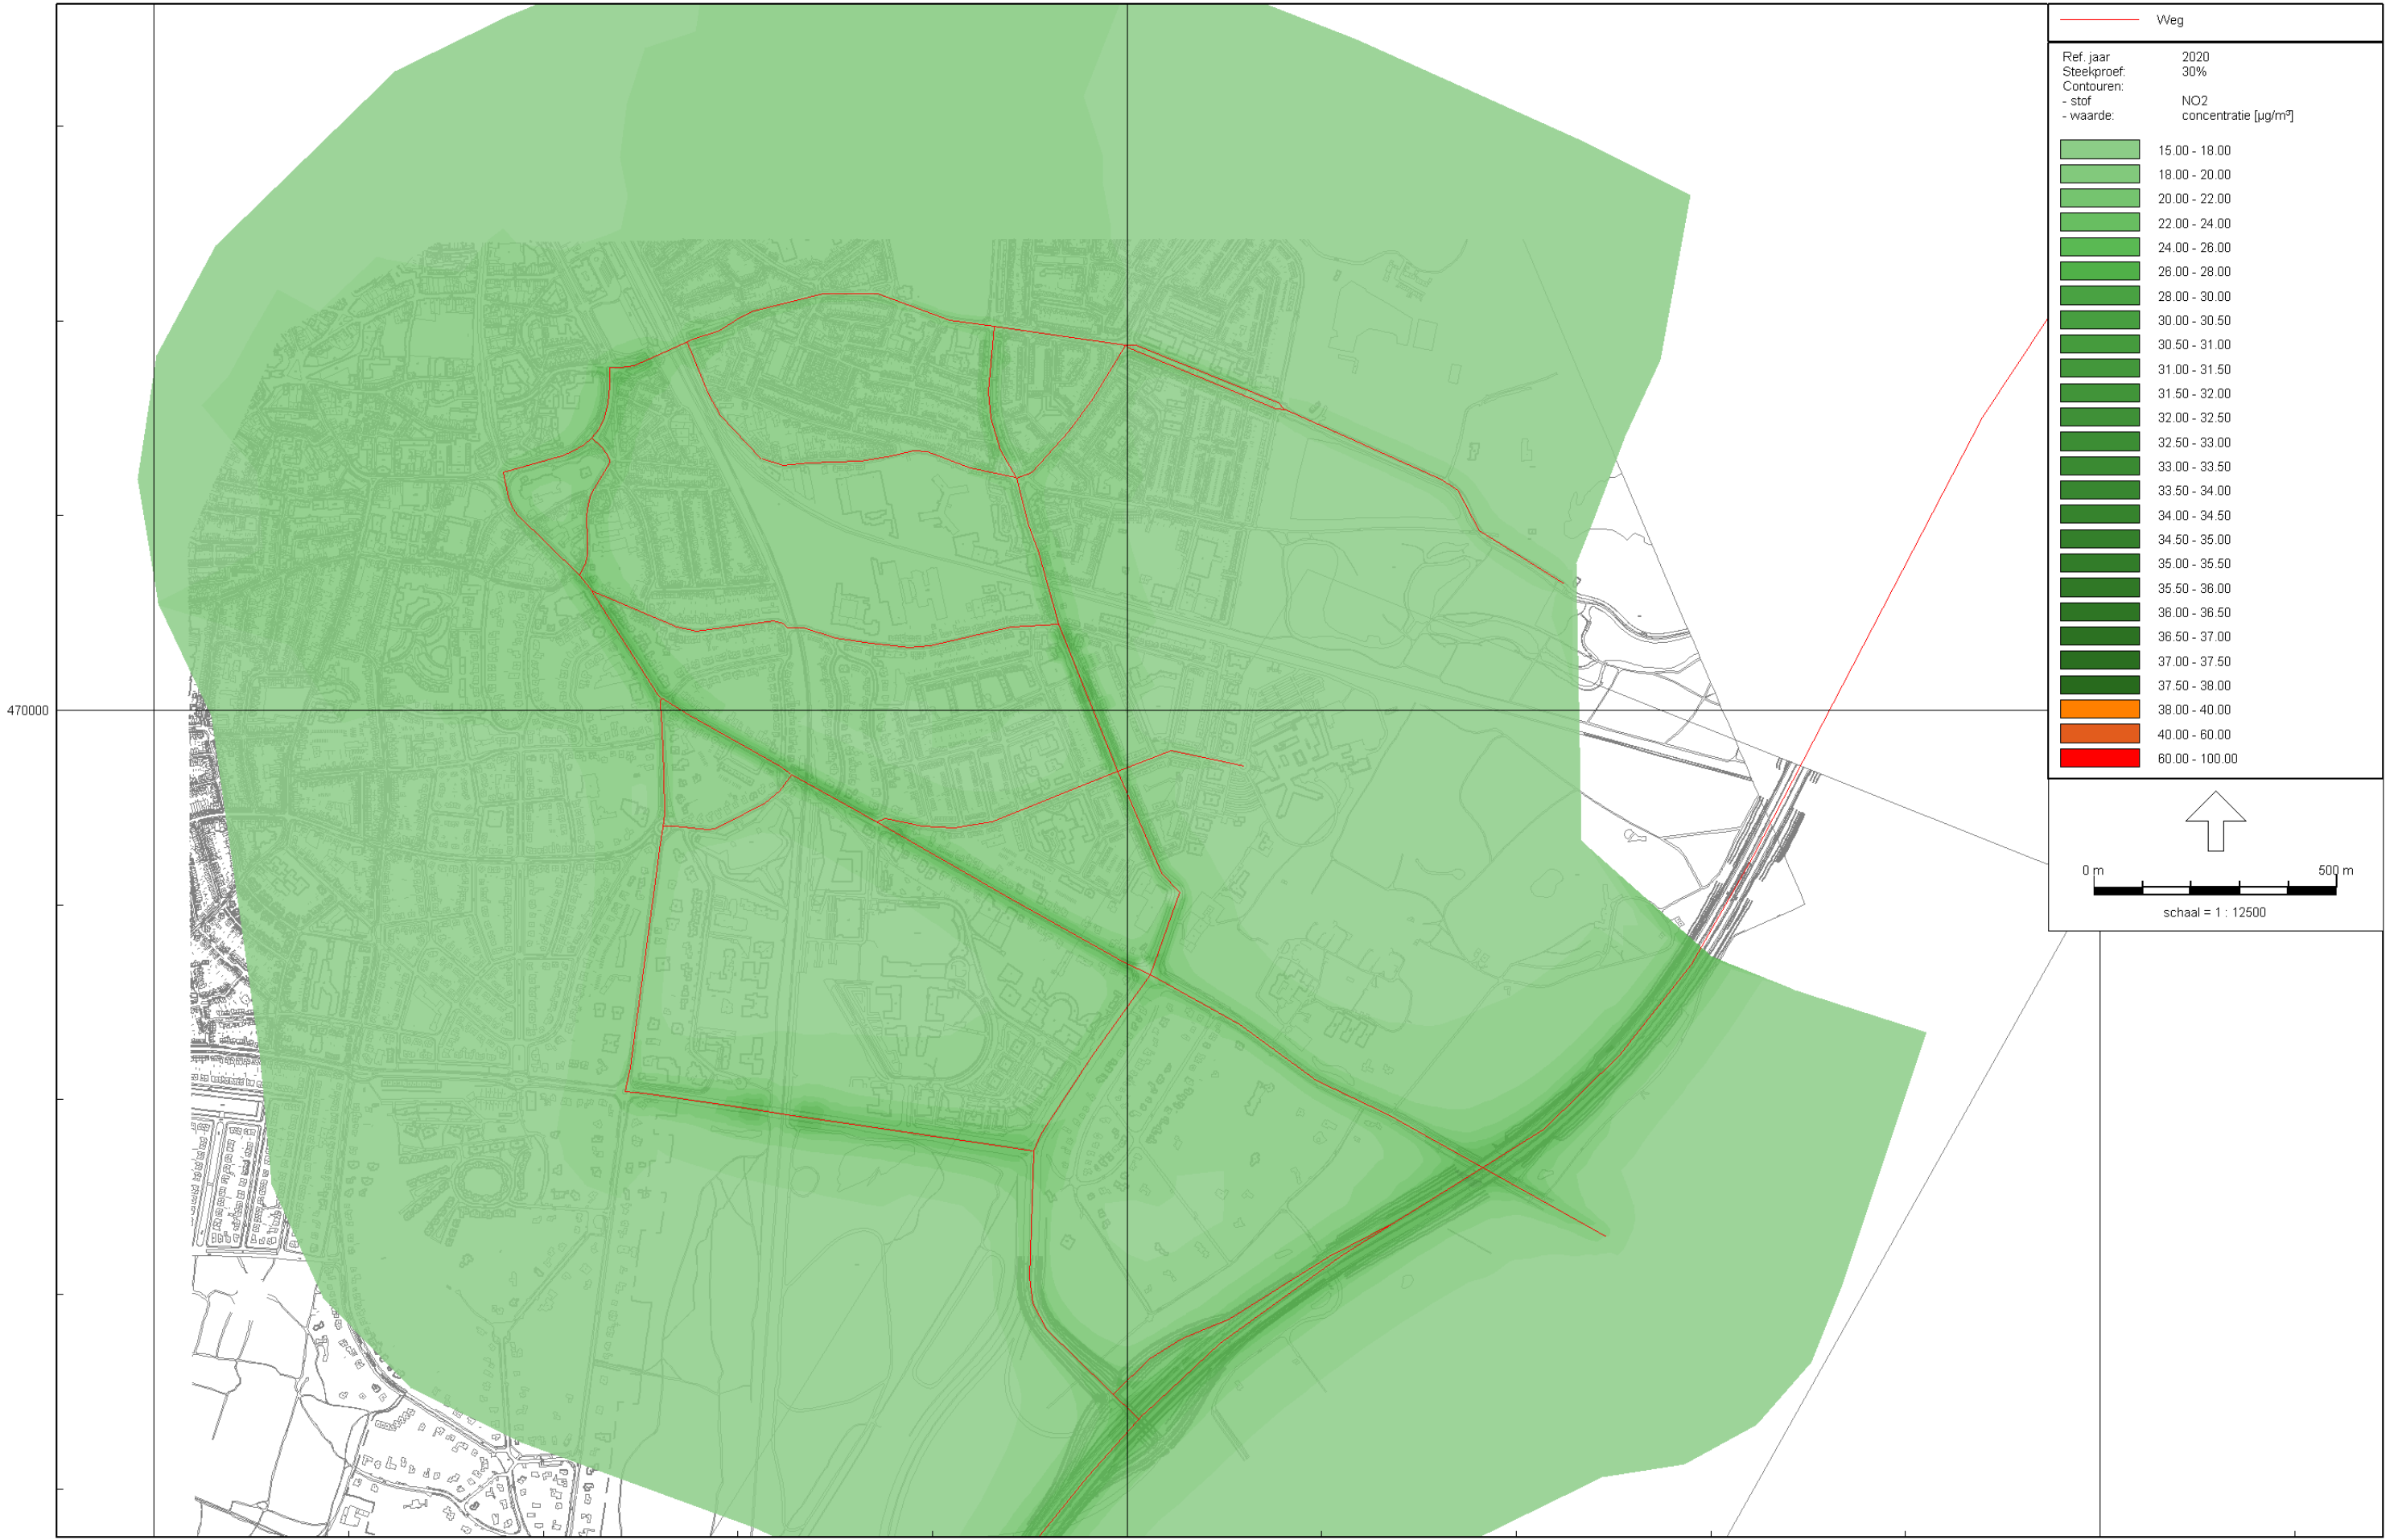 Weg
Ref. jaar 2020
Steekproef: 30%
Contouren:
- stof NO2
- waarde: concentratie [µg/m³]
15.00 - 18.00
18.00 - 20.00
20.00 - 22.00
22.00 - 24.00
24.00 - 26.00
26.00 - 28.00
28.00 - 30.00
30.00 - 30.50
30.50 - 31.00
31.00 - 31.50
31.50 - 32.00
32.00 - 32.50
32.50 - 33.00
33.00 - 33.50
33.50 - 34.00
34.00 - 34.50
34.50 - 35.00
35.00 - 35.50
35.50 - 36.00
36.00 - 36.50
36.50 - 37.00
37.00 - 37.50
37.50 - 38.00
38.00 - 40.00
40.00 - 60.00
60.00 - 100.00
470000
0 m 500 m
schaal = 1 : 12500